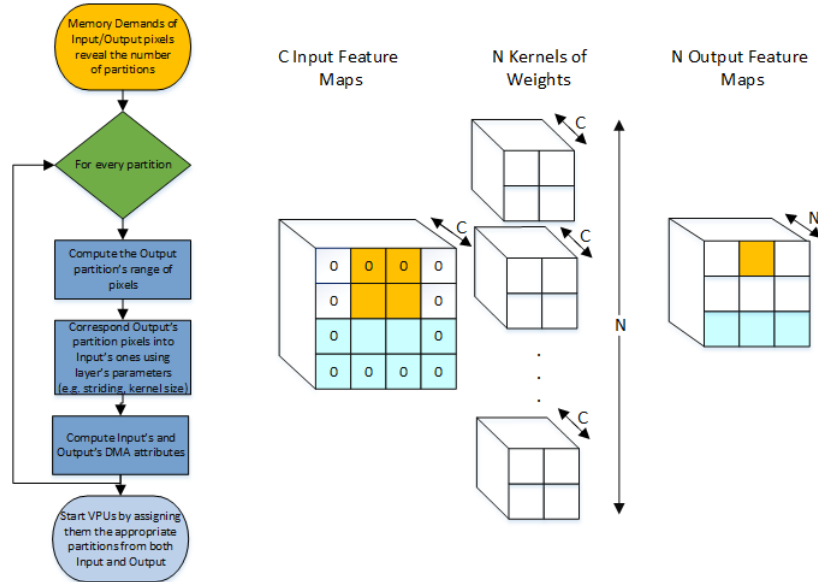 Memory Demands of
Input/Output pixels
reveal the number
of partitions
For every partition
Compute the Output
partition's range of
pixels
Correspond Output's
partition pixels into
Input's ones using
layer's parameters
(e.g. striding, kernel size)
Compute Input's and
Output's DMA attributes
Start VPUs by assigning
them the appropriate
partitions from both
Input and Output
C Input Feature
Maps
C
0 0 0 0
0 0
0 0
0 0 0 0
N Kernels of
Weights
C
C
.
.
.
C
N
N Output Feature
Maps
N